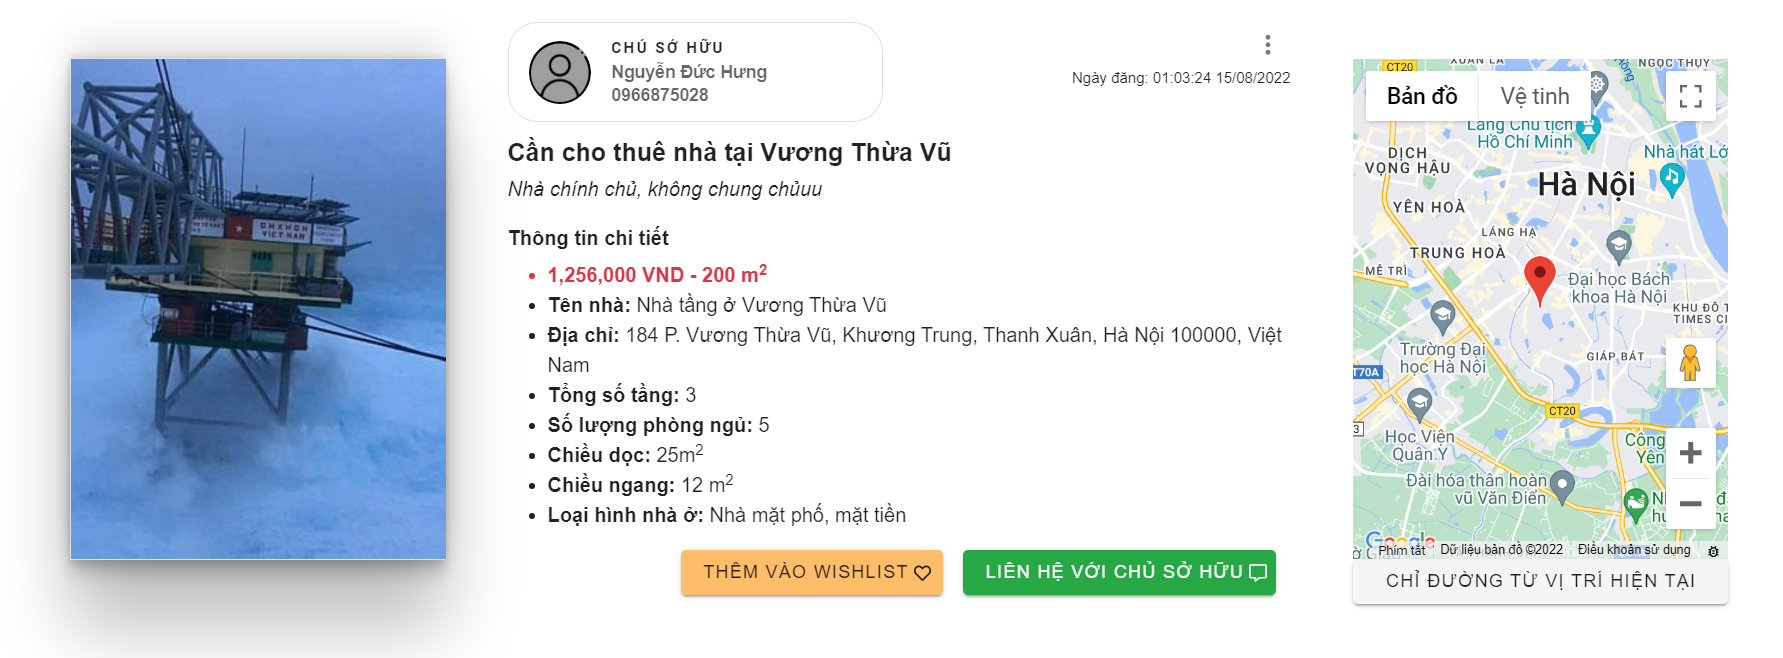 CHXHCN
VIỆT NAM
CHỦ SỞ HỮU
Nguyễn Đức Hưng
0966875028
Ngày đăng: 01:03:24 15/08/2022
Cần cho thuê nhà tại Vương Thừa Vũ
Nhà chính chủ, không chung chủuu
Thông tin chi tiết
1,256,000 VND - 200 m²
Tên nhà: Nhà tầng ở Vương Thừa Vũ
Địa chỉ: 184 P. Vương Thừa Vũ, Khương Trung, Thanh Xuân, Hà Nội 100000, Việt
Nam
Tổng số tầng: 3
Số lượng phòng ngủ: 5
Chiều dọc: 25m²
Chiều ngang: 12 m²
Loại hình nhà ở: Nhà mặt phố, mặt tiền
THÊM VÀO WISHLIST
LIÊN HỆ VỚI CHỦ SỞ HỮU
CT20
XUÂN LA
NGỌC THỤY
Bản đồ
Vệ tinh
Lăng Chủ tịch
Hồ Chí Minh
Nhà hát Lớ
DỊCH
VỌNG HẬU
Hà Nội
YÊN HOÀ
LÁNG HẠ
TRUNG HOÀ
MỄ TRÌ
Đại học Bách
khoa Hà Nội
KHU ĐÔ T
TIMES CI
Trường Đại
học Hà Nội
GIÁP BÁT
CT70A
CT20
3
Học Viện
Quân Y
Công
Yên
Đài hóa thân hoàn
vũ Văn Điển
Google
Phím tắt
Dữ liệu bản đồ ©2022
Điều khoản sử dụng
CHỈ ĐƯỜNG TỪ VỊ TRÍ HIỆN TẠI